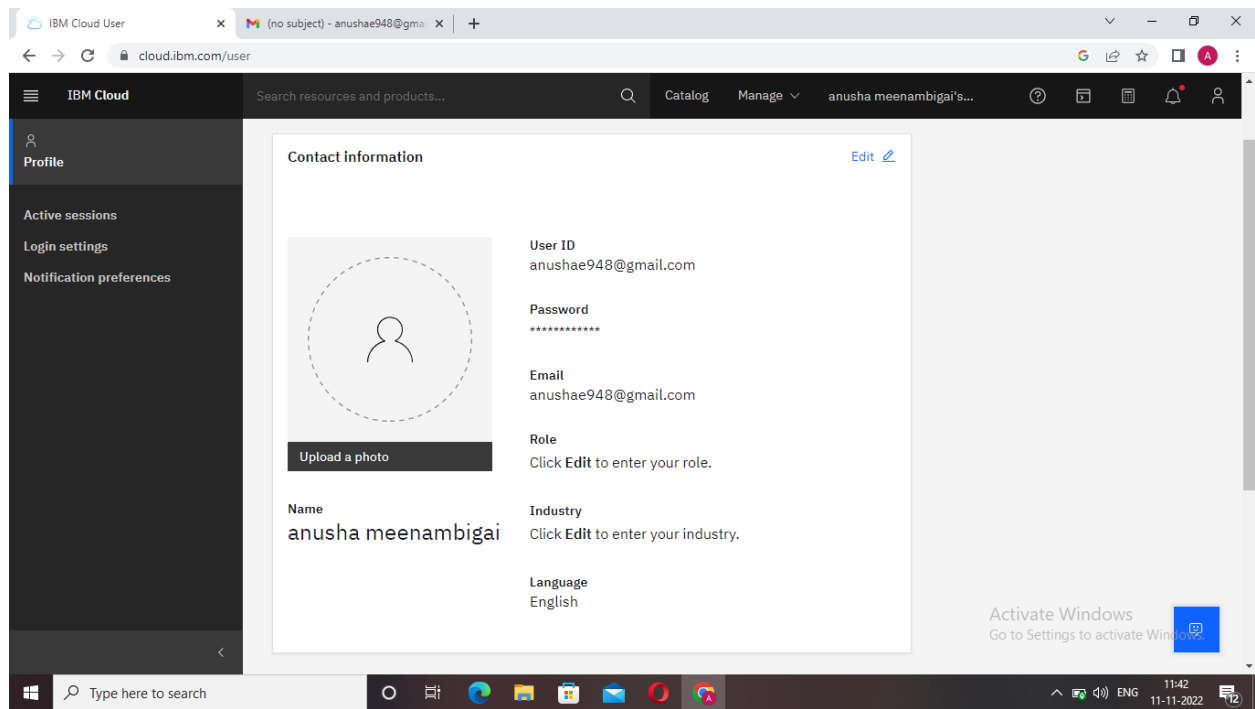 IBM Cloud User
(no subject) - anushae948@gmai
cloud.ibm.com/user
IBM Cloud
Search resources and products...
Catalog
Manage
anusha meenambigai's...
Profile
Active sessions
Login settings
Notification preferences
Contact information
Edit
Upload a photo
Name
anusha meenambigai
User ID
anushae948@gmail.com
Password
************
Email
anushae948@gmail.com
Role
Click Edit to enter your role.
Industry
Click Edit to enter your industry.
Language
English
Activate Windows
Go to Settings to activate Windows.
Type here to search
ENG
11:42
11-11-2022
12